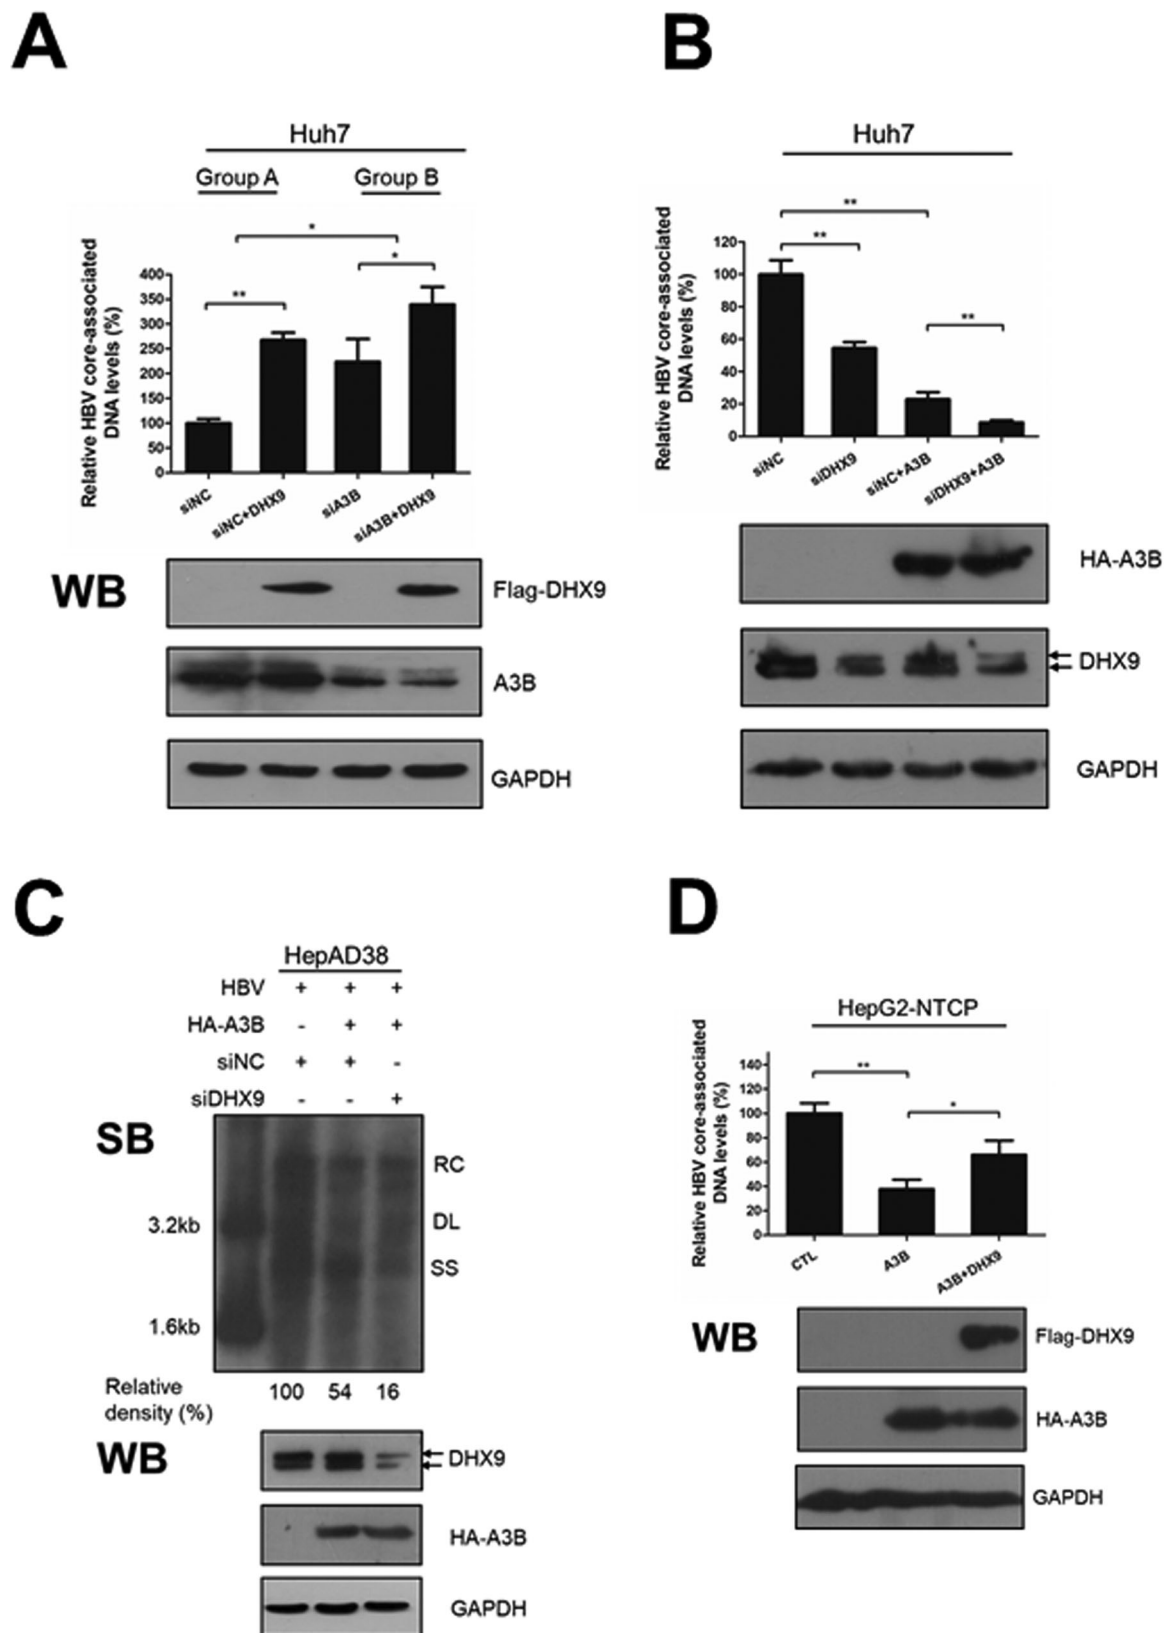 A
Huh7
Group A Group B
Relative HBV core-associated
DNA levels (%)
* 
*
**
400
350
300
250
200
150
100
50
0
siNC
siNC+DHX9
siA3B
siA3B+DHX9
WB
Flag-DHX9
A3B
GAPDH
B
Huh7
Relative HBV core-associated
DNA levels (%)
**
**
**
120
100
80
60
40
20
0
siNC
siDHX9
siNC+A3B
siDHX9+A3B
HA-A3B
DHX9
GAPDH
C
HepAD38
HBV + + +
HA-A3B - + +
siNC + + -
siDHX9 - - +
SB
RC
3.2kb
DL
SS
1.6kb
Relative
density (%)
100 54 16
WB
DHX9
HA-A3B
GAPDH
D
HepG2-NTCP
Relative HBV core-associated
DNA levels (%)
**
*
140
120
100
80
60
40
20
0
CTL
A3B
A3B+DHX9
WB
Flag-DHX9
HA-A3B
GAPDH